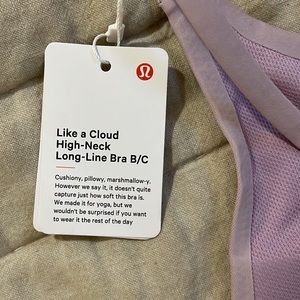 Like a Cloud
High-Neck
Long-Line Bra B/C
Cushiony, pillowy, marshmallow-y.
However we say it, it doesn't quite
capture just how soft this bra is.
We made it for yoga, but we
wouldn't be surprised if you want
to wear it the rest of the day